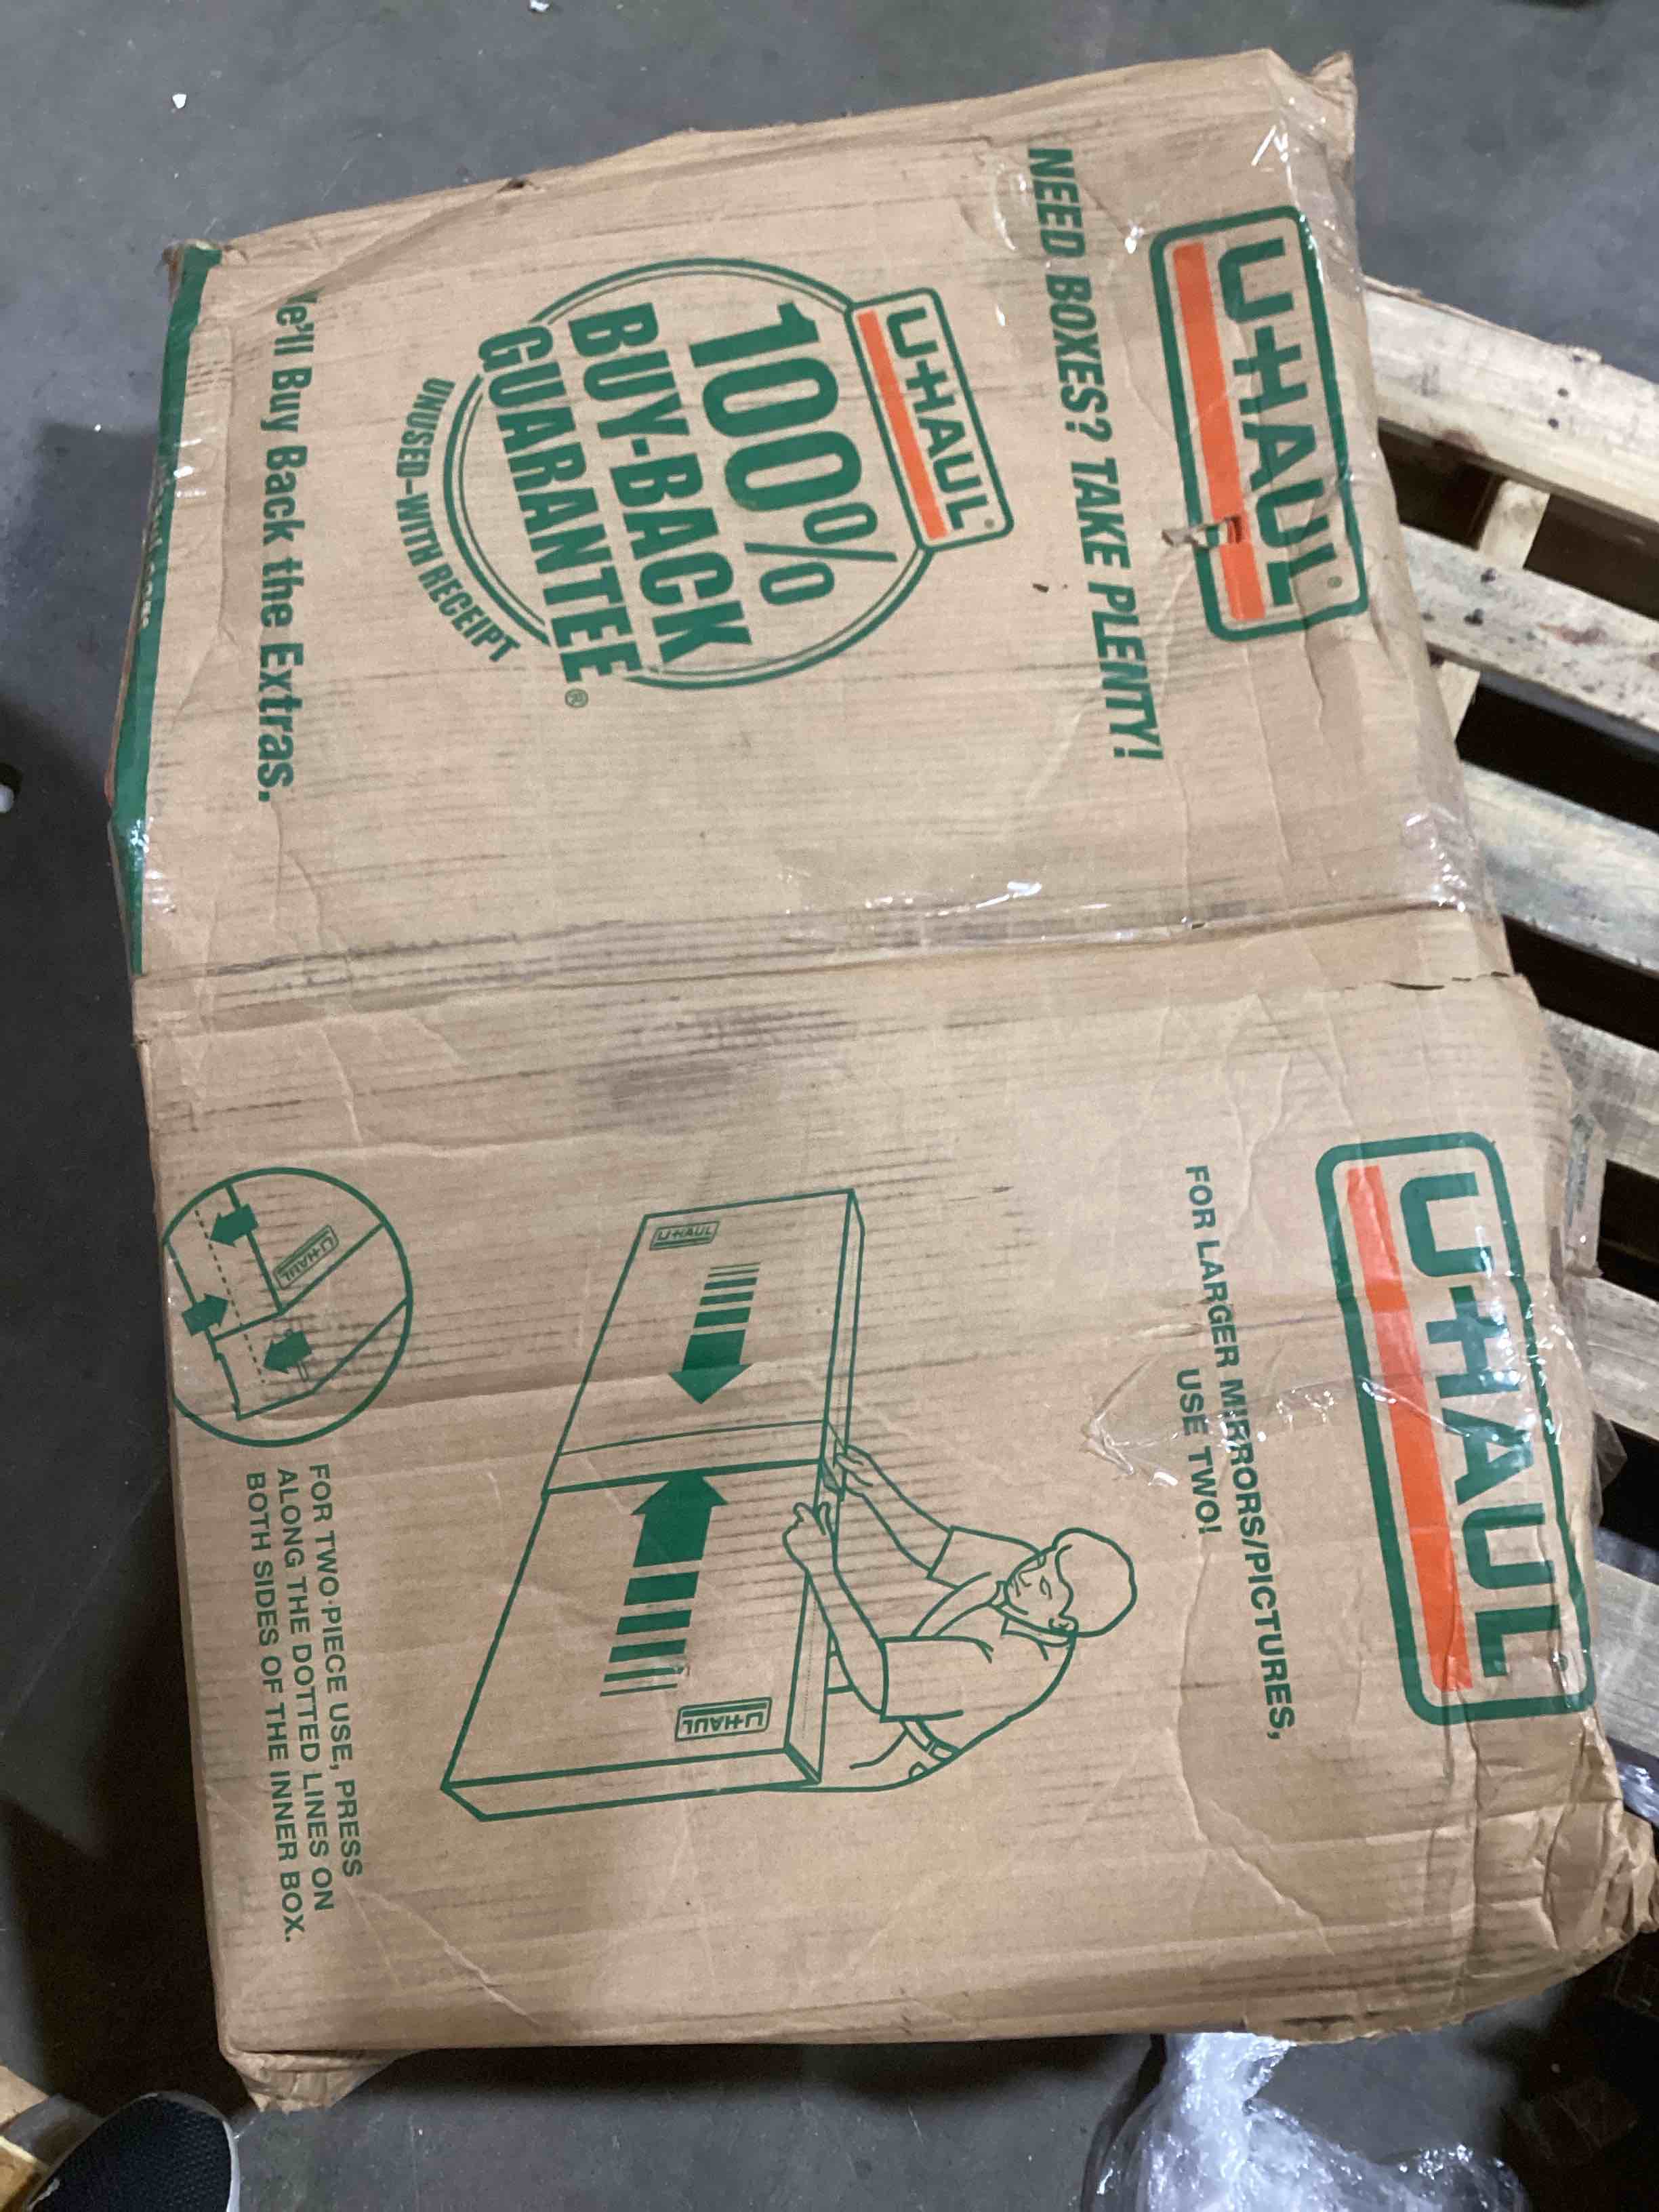 U-HAUL®
NEED BOXES? TAKE PLENTY!
U-HAUL®
100%
BUY-BACK
GUARANTEE®
UNUSED-WITH RECEIPT
e'll Buy Back the Extras.
U-HAUL
FOR LARGER MIRRORS/PICTURES,
USE TWO!
U-HAUL
U-HAUL
U-HAUL
FOR TWO-PIECE USE, PRESS
ALONG THE DOTTED LINES ON
BOTH SIDES OF THE INNER BOX.